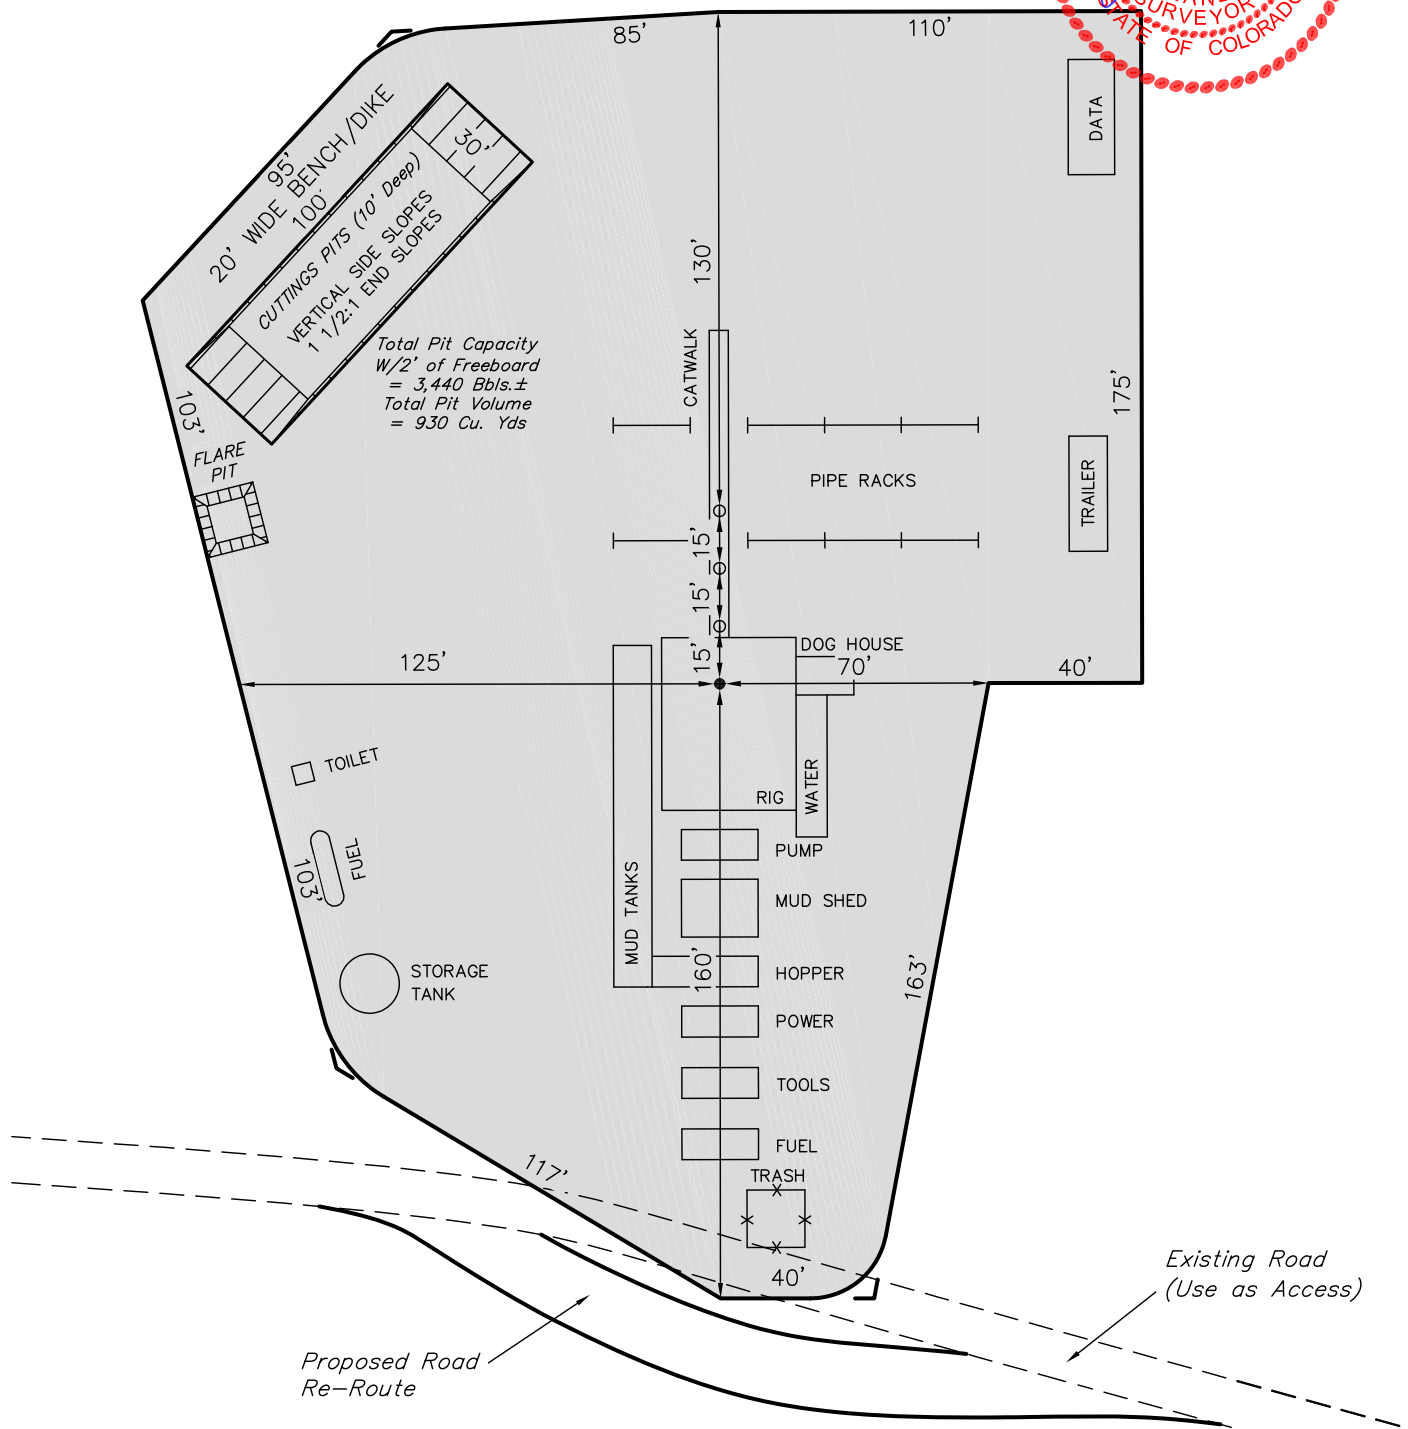 SURVEYOR
STATE OF COLORADO
85'
110'
DATA
95'
20' WIDE BENCH/DIKE
100'
30'
CUTTINGS PITS (10' Deep)
VERTICAL SIDE SLOPES
1 1/2:1 END SLOPES
130'
Total Pit Capacity
W/2' of Freeboard
= 3,440 Bbls.±
Total Pit Volume
= 930 Cu. Yds
CATWALK
175'
103'
FLARE
PIT
PIPE RACKS
TRAILER
15'
15'
15'
DOG HOUSE
125'
70'
40'
TOILET
RIG
WATER
FUEL
103'
PUMP
MUD TANKS
MUD SHED
STORAGE
TANK
160'
HOPPER
163'
POWER
TOOLS
FUEL
117'
TRASH
40'
Existing Road
(Use as Access)
Proposed Road
Re-Route